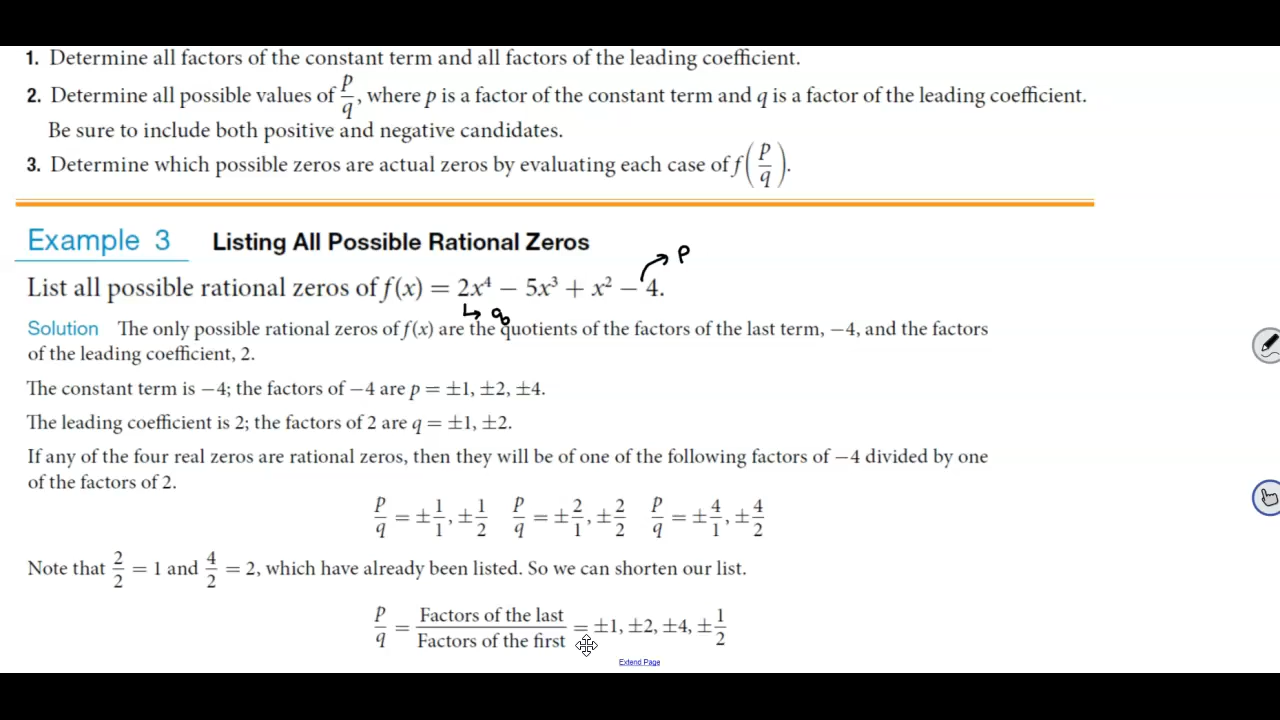 1. Determine all factors of the constant term and all factors of the leading coefficient.
2. Determine all possible values of p/q, where p is a factor of the constant term and q is a factor of the leading coefficient.
Be sure to include both positive and negative candidates.
3. Determine which possible zeros are actual zeros by evaluating each case of f(p/q).
Example 3 Listing All Possible Rational Zeros
p
List all possible rational zeros of f(x) = 2x⁴ − 5x³ + x² − 4.
q
Solution The only possible rational zeros of f(x) are the quotients of the factors of the last term, −4, and the factors
of the leading coefficient, 2.
The constant term is −4; the factors of −4 are p = ±1, ±2, ±4.
The leading coefficient is 2; the factors of 2 are q = ±1, ±2.
If any of the four real zeros are rational zeros, then they will be of one of the following factors of −4 divided by one
of the factors of 2.
p/q = ±1/1, ±1/2 p/q = ±2/1, ±2/2 p/q = ±4/1, ±4/2
Note that 2/2 = 1 and 4/2 = 2, which have already been listed. So we can shorten our list.
p/q = Factors of the last/Factors of the first = ±1, ±2, ±4, ±1/2
Extend Page